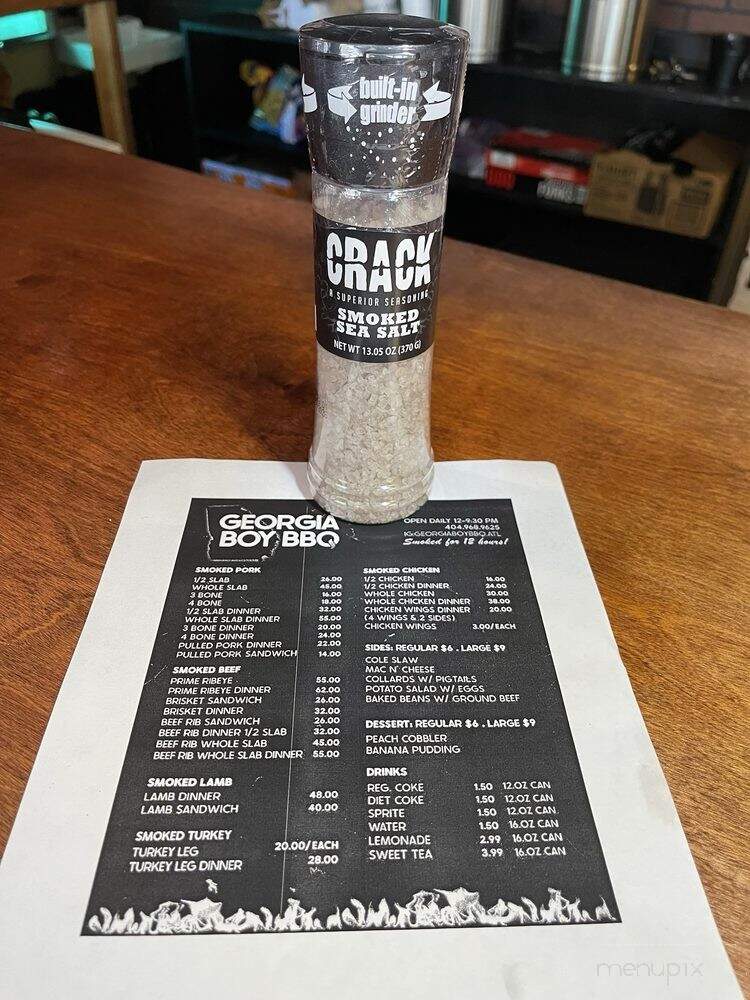 built-in
grinder
CRACK
A SUPERIOR SEASONING
SMOKED
SEA SALT
NET WT 13.05 OZ (370 G)
GEORGIA
BOY BBQ
OPEN DAILY 12-9:30 PM
404.968.9625
IG:GEORGIABOYBBQ.ATL
Smoked for 12 hours!
SMOKED PORK
1/2 SLAB 26.00
WHOLE SLAB 45.00
3 BONE 16.00
4 BONE 18.00
1/2 SLAB DINNER 32.00
WHOLE SLAB DINNER 55.00
3 BONE DINNER 20.00
4 BONE DINNER 24.00
PULLED PORK DINNER 22.00
PULLED PORK SANDWICH 14.00
SMOKED BEEF
PRIME RIBEYE 55.00
PRIME RIBEYE DINNER 62.00
BRISKET SANDWICH 26.00
BRISKET DINNER 32.00
BEEF RIB SANDWICH 26.00
BEEF RIB DINNER 1/2 SLAB 32.00
BEEF RIB WHOLE SLAB 45.00
BEEF RIB WHOLE SLAB DINNER 55.00
SMOKED LAMB
LAMB DINNER 48.00
LAMB SANDWICH 40.00
SMOKED TURKEY
TURKEY LEG 20.00/EACH
TURKEY LEG DINNER 28.00
SMOKED CHICKEN
1/2 CHICKEN 16.00
1/2 CHICKEN DINNER 24.00
WHOLE CHICKEN 30.00
WHOLE CHICKEN DINNER 38.00
CHICKEN WINGS DINNER 20.00
(4 WINGS & 2 SIDES)
CHICKEN WINGS 3.00/EACH
SIDES: REGULAR $6 . LARGE $9
COLE SLAW
MAC N' CHEESE
COLLARDS W/ PIGTAILS
POTATO SALAD W/ EGGS
BAKED BEANS W/ GROUND BEEF
DESSERT: REGULAR $6 . LARGE $9
PEACH COBBLER
BANANA PUDDING
DRINKS
REG. COKE 1.50 12.OZ CAN
DIET COKE 1.50 12.OZ CAN
SPRITE 1.50 12.OZ CAN
WATER 1.50 16.OZ CAN
LEMONADE 2.99 16.OZ CAN
SWEET TEA 3.99 16.OZ CAN
menupix